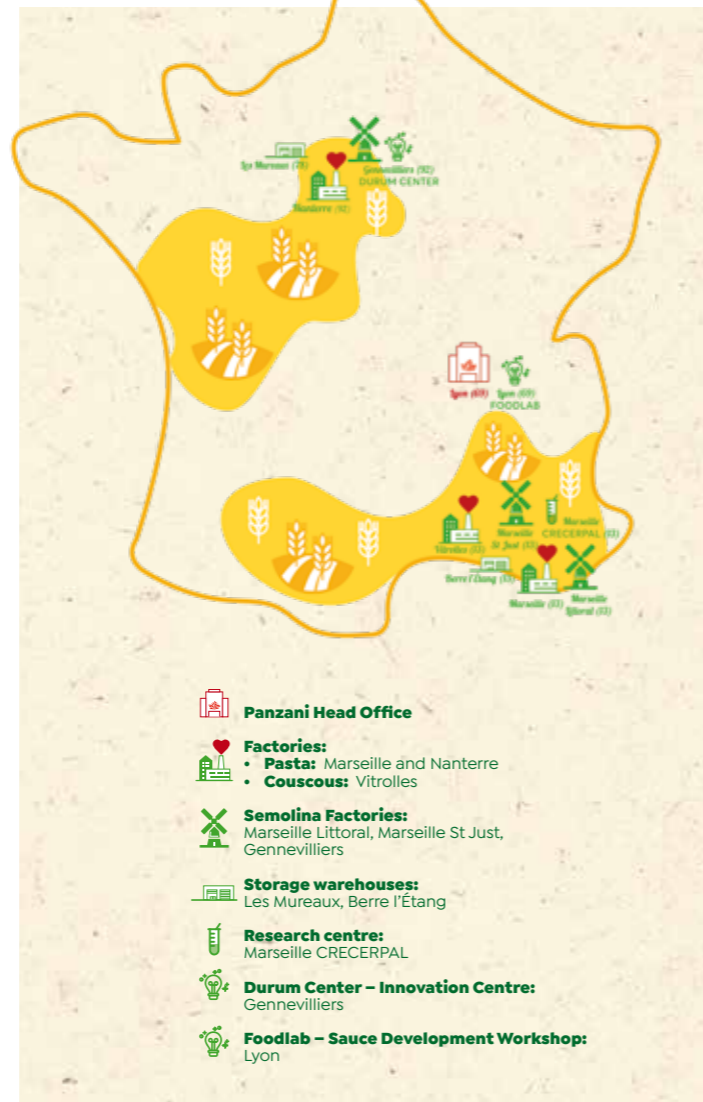 Les Mureaux (78)
Gennevilliers (92)
DURUM CENTER
Nanterre (92)
Lyon (69)
Lyon (69)
FOODLAB
Vitrolles (13)
Marseille
St Just (13)
Marseille
CRECERPAL (13)
Berre l'Étang (13)
Marseille (13)
Marseille
Littoral (13)
Panzani Head Office
Factories:
• Pasta: Marseille and Nanterre
• Couscous: Vitrolles
Semolina Factories:
Marseille Littoral, Marseille St Just,
Gennevilliers
Storage warehouses:
Les Mureaux, Berre l'Étang
Research centre:
Marseille CRECERPAL
Durum Center – Innovation Centre:
Gennevilliers
Foodlab – Sauce Development Workshop:
Lyon